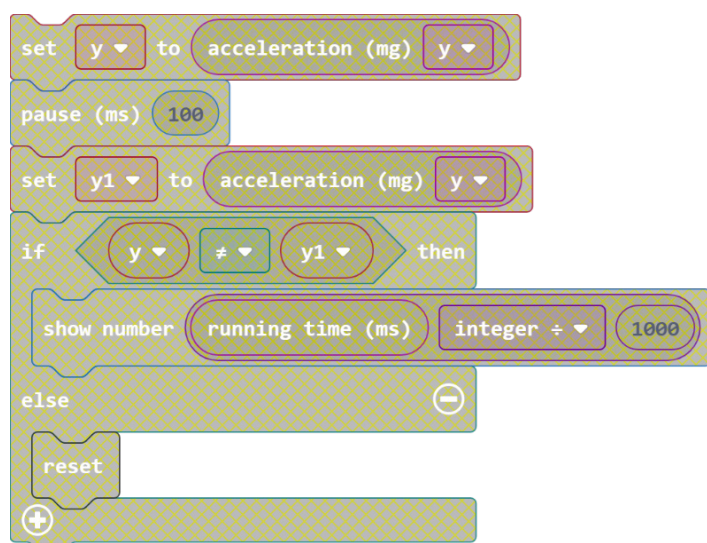 set y to acceleration (mg) y
pause (ms) 100
set y1 to acceleration (mg) y
if y ≠ y1 then
show number running time (ms) integer ÷ 1000
else
reset